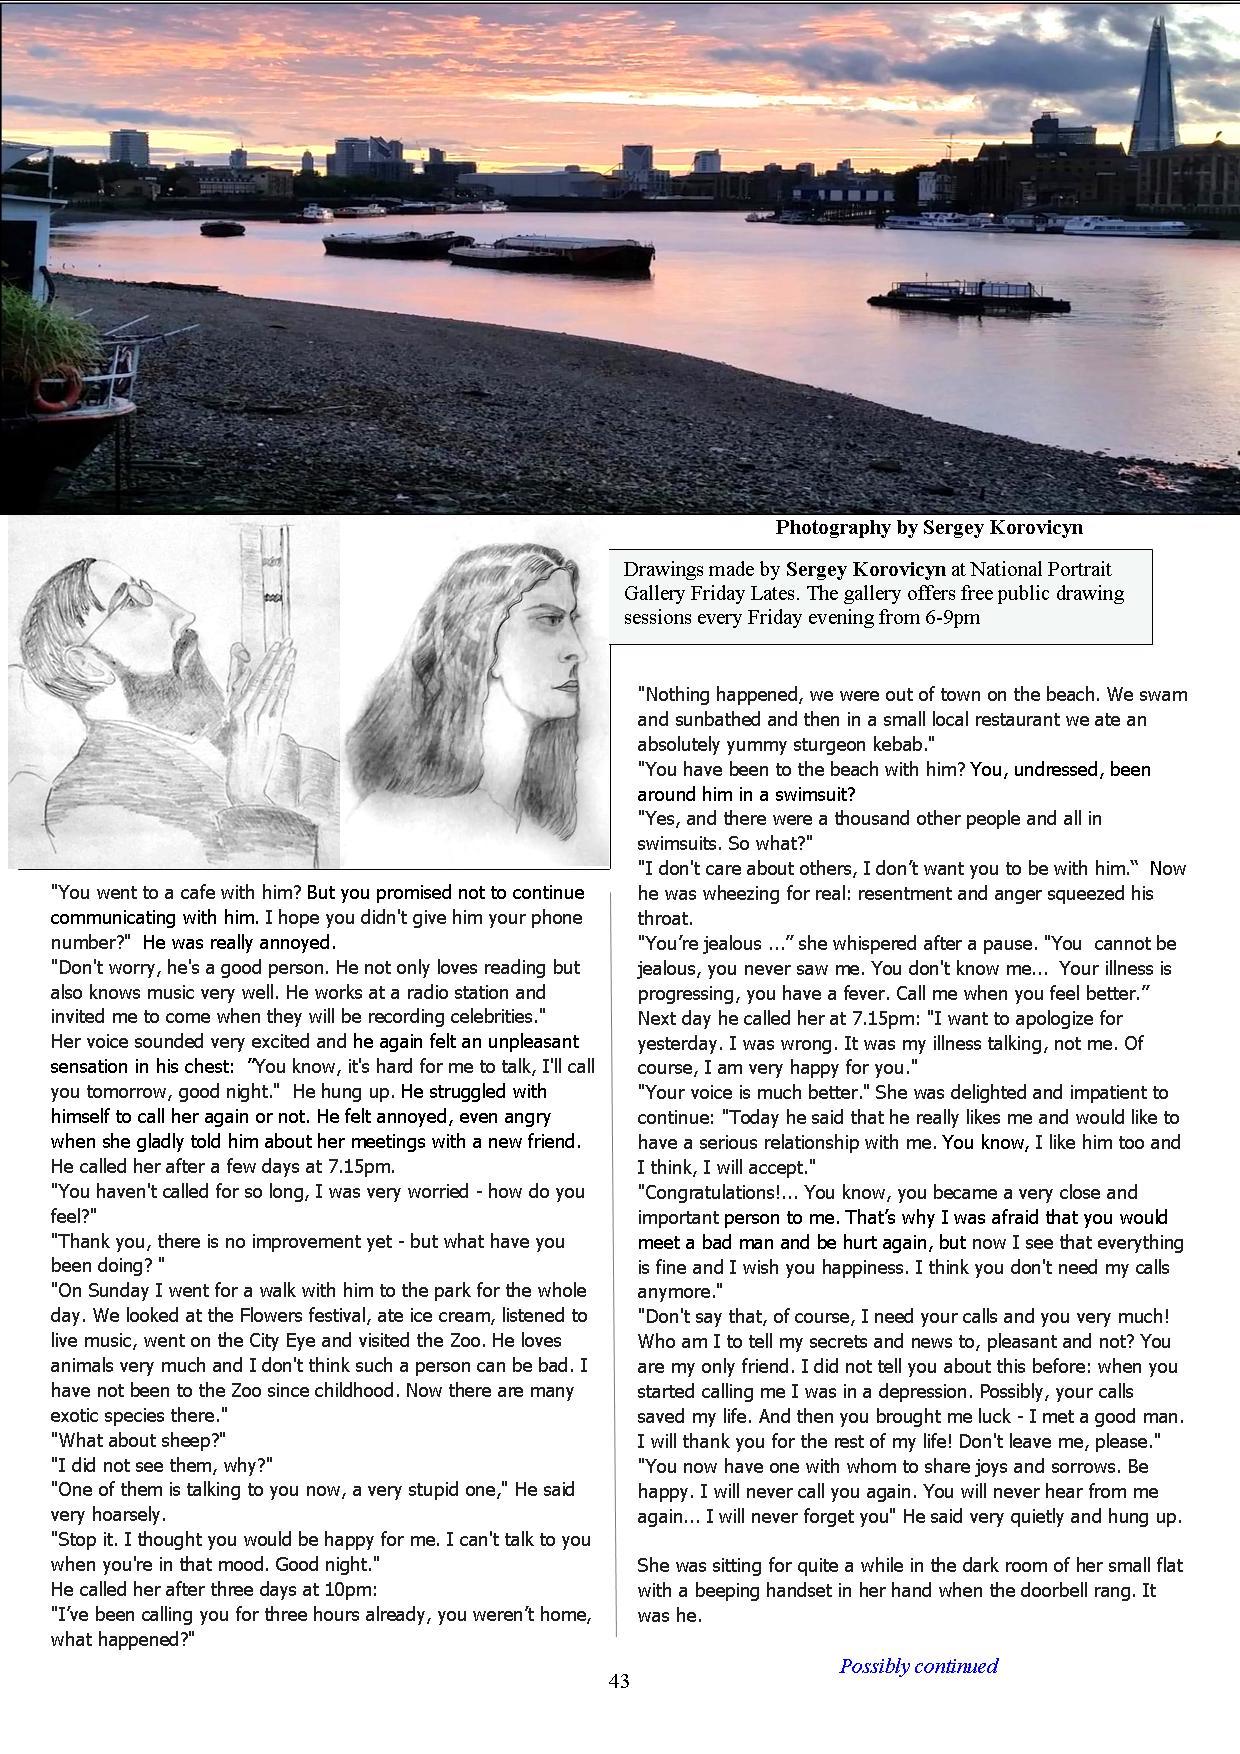 Photography by Sergey Korovicyn
Drawings made by Sergey Korovicyn at National Portrait
Gallery Friday Lates. The gallery offers free public drawing
sessions every Friday evening from 6-9pm
"You went to a cafe with him? But you promised not to continue
communicating with him. I hope you didn't give him your phone
number?"  He was really annoyed.
"Don't worry, he's a good person. He not only loves reading but
also knows music very well. He works at a radio station and
invited me to come when they will be recording celebrities."
Her voice sounded very excited and he again felt an unpleasant
sensation in his chest:  ”You know, it's hard for me to talk, I'll call
you tomorrow, good night."  He hung up. He struggled with
himself to call her again or not. He felt annoyed, even angry
when she gladly told him about her meetings with a new friend.
He called her after a few days at 7.15pm.
"You haven't called for so long, I was very worried - how do you
feel?"
"Thank you, there is no improvement yet - but what have you
been doing? "
"On Sunday I went for a walk with him to the park for the whole
day. We looked at the Flowers festival, ate ice cream, listened to
live music, went on the City Eye and visited the Zoo. He loves
animals very much and I don't think such a person can be bad. I
have not been to the Zoo since childhood. Now there are many
exotic species there."
"What about sheep?"
"I did not see them, why?"
"One of them is talking to you now, a very stupid one," He said
very hoarsely.
"Stop it. I thought you would be happy for me. I can't talk to you
when you're in that mood. Good night."
He called her after three days at 10pm:
"I’ve been calling you for three hours already, you weren’t home,
what happened?"
"Nothing happened, we were out of town on the beach. We swam
and sunbathed and then in a small local restaurant we ate an
absolutely yummy sturgeon kebab."
"You have been to the beach with him? You, undressed, been
around him in a swimsuit?
"Yes, and there were a thousand other people and all in
swimsuits. So what?"
"I don't care about others, I don’t want you to be with him.“  Now
he was wheezing for real: resentment and anger squeezed his
throat.
"You’re jealous ...” she whispered after a pause. "You  cannot be
jealous, you never saw me. You don't know me...  Your illness is
progressing, you have a fever. Call me when you feel better.”
Next day he called her at 7.15pm: "I want to apologize for
yesterday. I was wrong. It was my illness talking, not me. Of
course, I am very happy for you."
"Your voice is much better." She was delighted and impatient to
continue: "Today he said that he really likes me and would like to
have a serious relationship with me. You know, I like him too and
I think, I will accept."
"Congratulations!... You know, you became a very close and
important person to me. That’s why I was afraid that you would
meet a bad man and be hurt again, but now I see that everything
is fine and I wish you happiness. I think you don't need my calls
anymore."
"Don't say that, of course, I need your calls and you very much!
Who am I to tell my secrets and news to, pleasant and not? You
are my only friend. I did not tell you about this before: when you
started calling me I was in a depression. Possibly, your calls
saved my life. And then you brought me luck - I met a good man.
I will thank you for the rest of my life! Don't leave me, please."
"You now have one with whom to share joys and sorrows. Be
happy. I will never call you again. You will never hear from me
again... I will never forget you" He said very quietly and hung up.
She was sitting for quite a while in the dark room of her small flat
with a beeping handset in her hand when the doorbell rang. It
was he.
Possibly continued
43